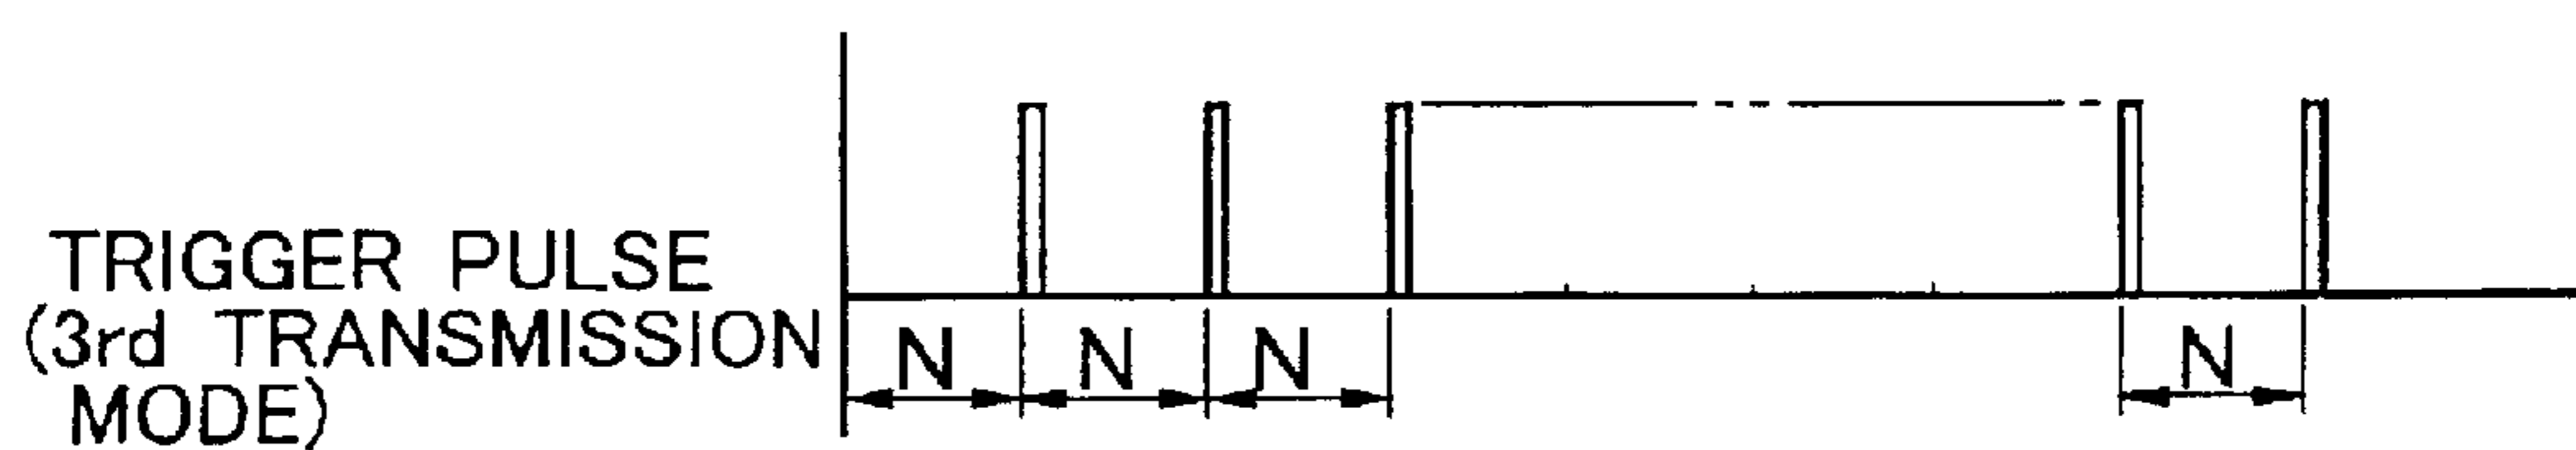 TRIGGER PULSE
(3rd TRANSMISSION
MODE)
N N N N